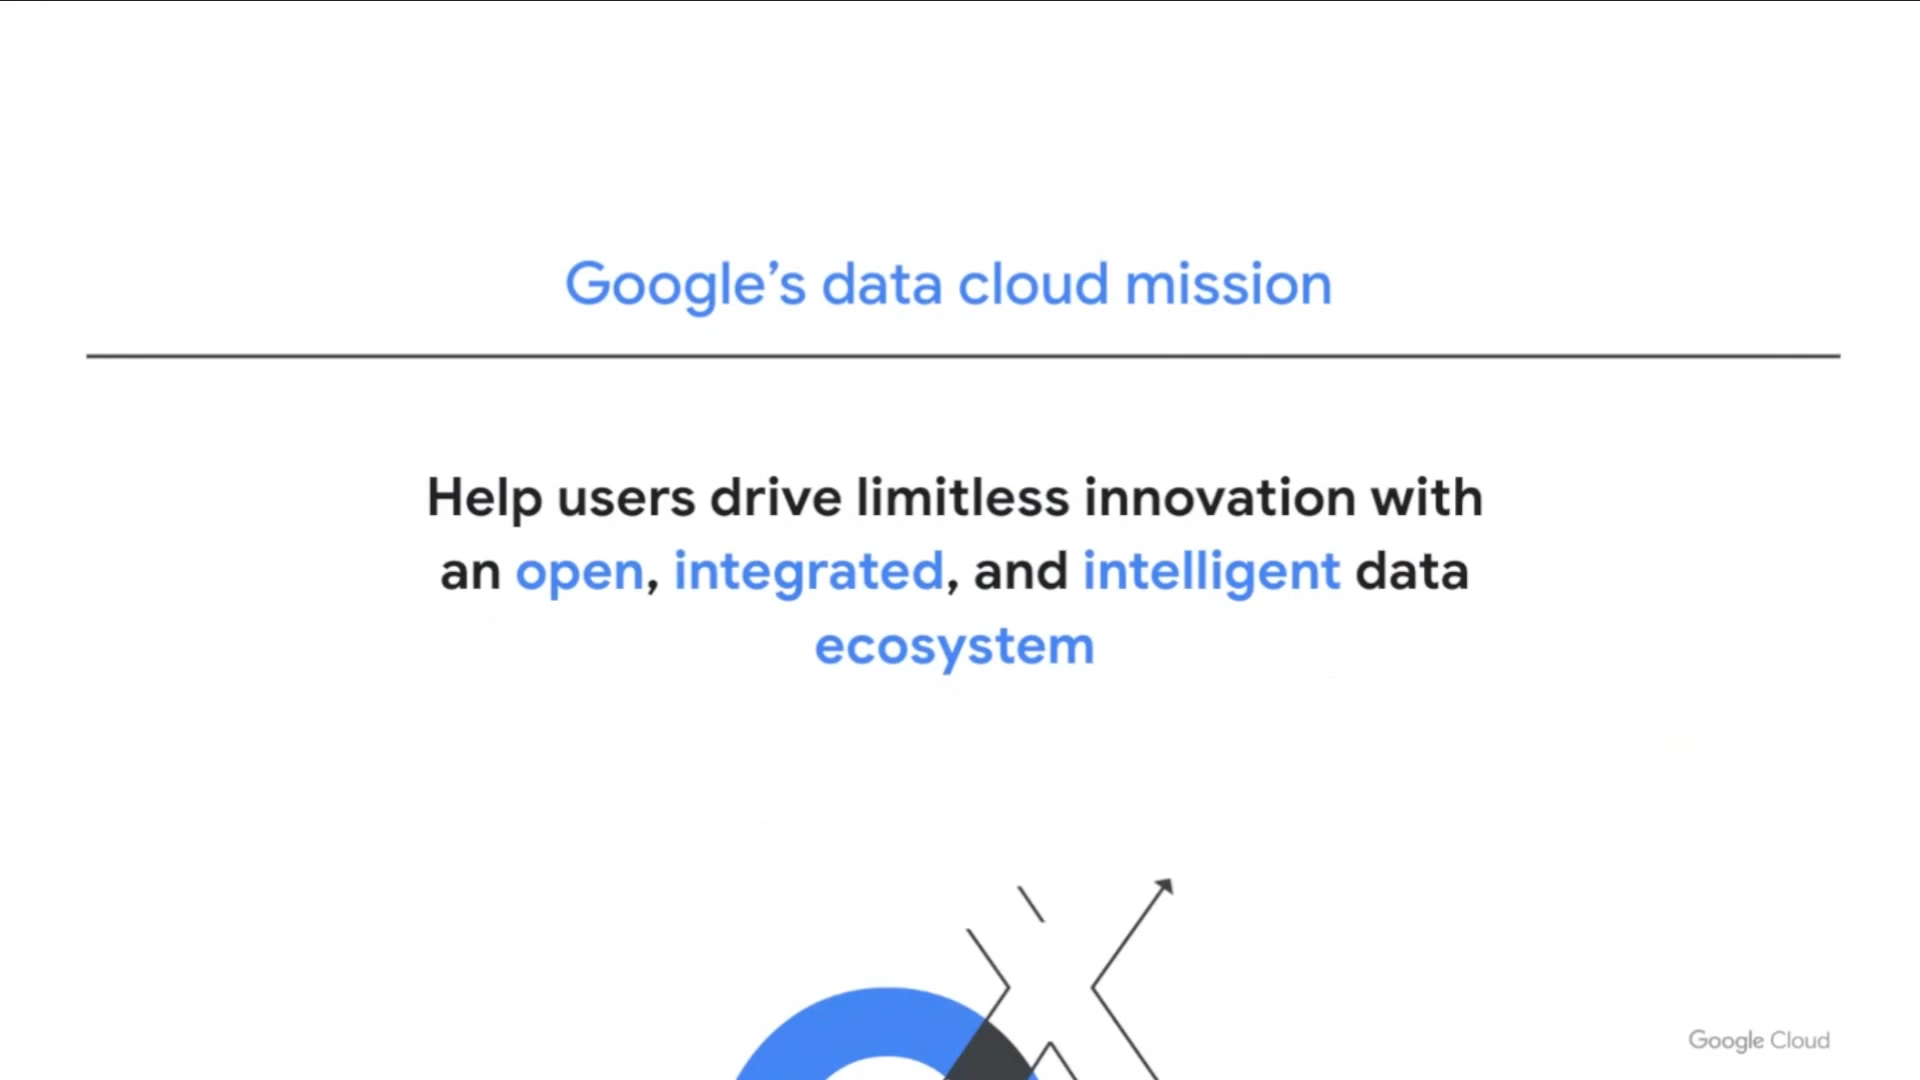 Google’s data cloud mission
Help users drive limitless innovation with
an open, integrated, and intelligent data
ecosystem
Google Cloud